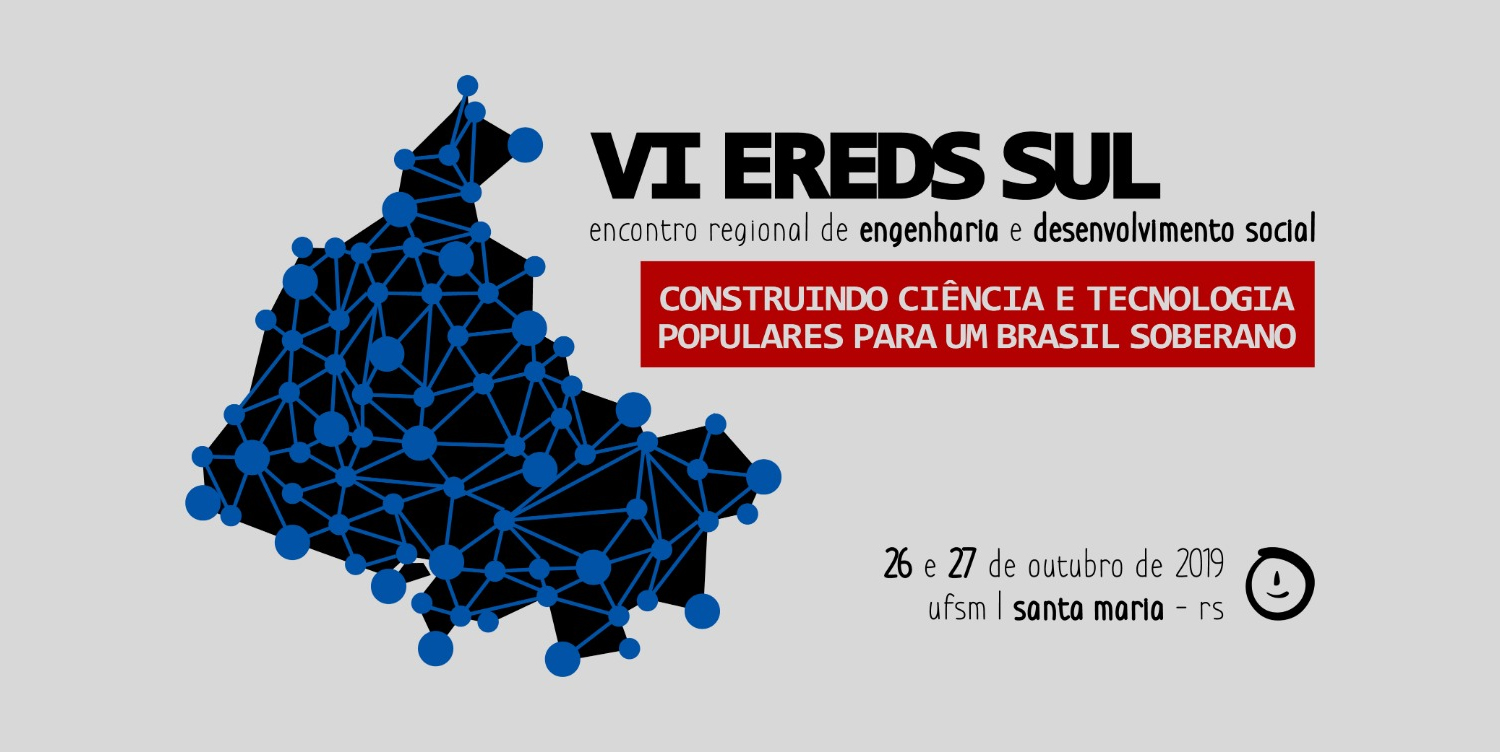 VI EREDS SUL
encontro regional de engenharia e desenvolvimento social
CONSTRUINDO CIÊNCIA E TECNOLOGIA
POPULARES PARA UM BRASIL SOBERANO
26 e 27 de outubro de 2019
ufsm | santa maria - rs